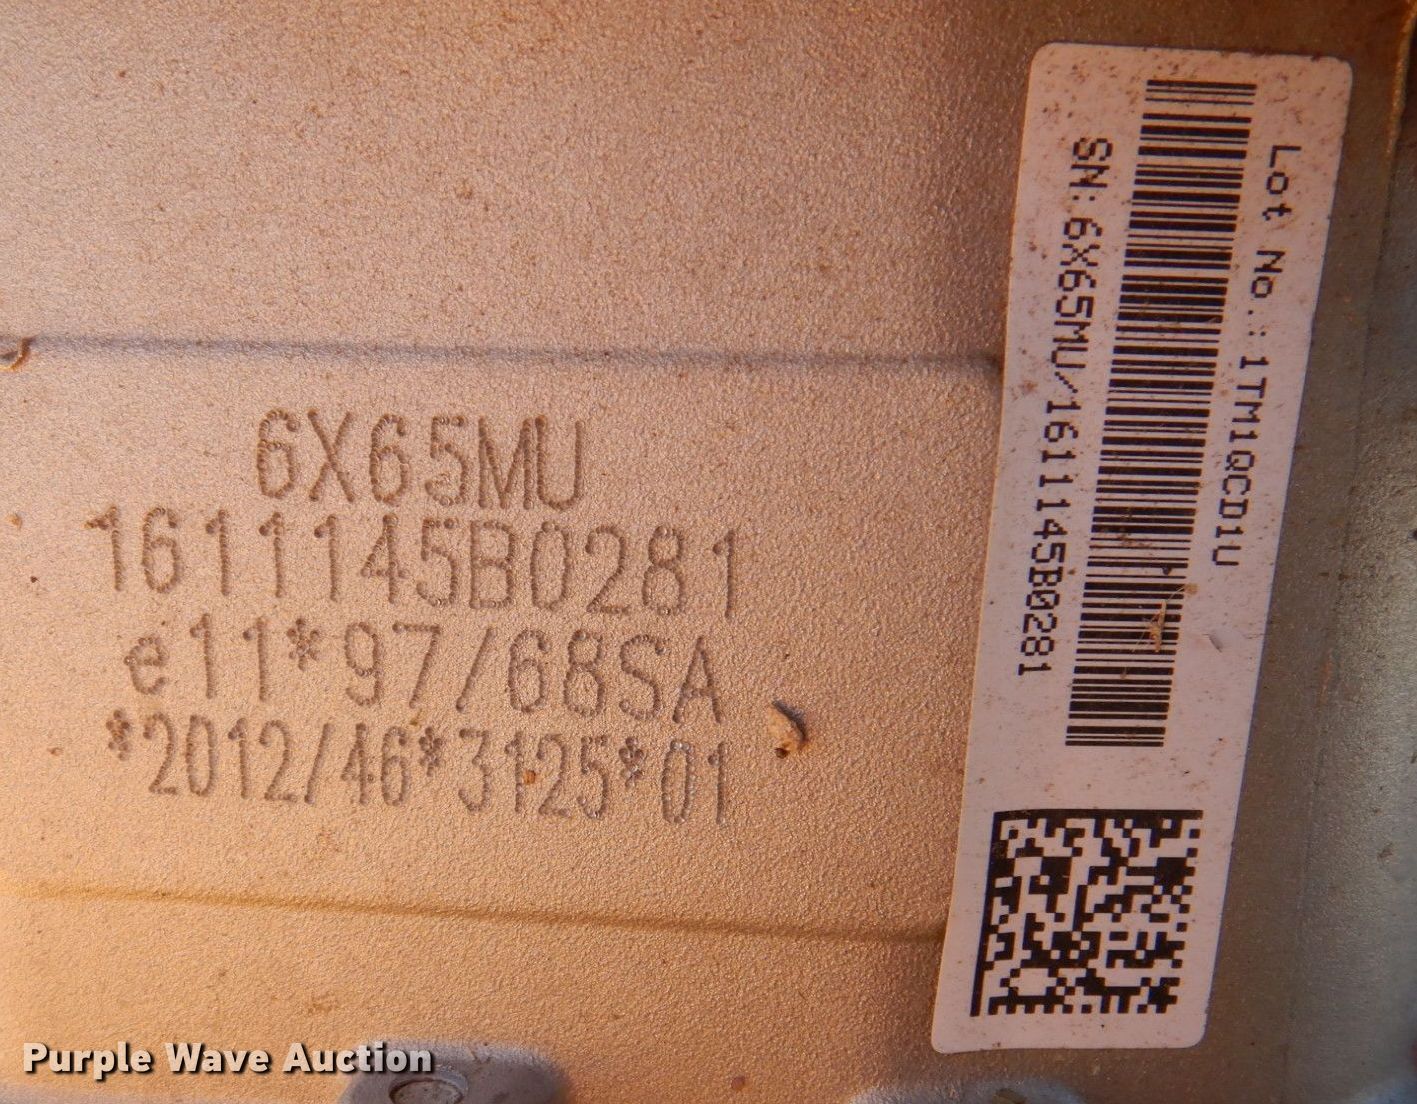 6X65MU
1611145B0281
e11*97/68SA
*2012/46*3125*01
Lot No.: 1TM1QCD1U
SN: 6X65MU/1611145B0281
Purple Wave Auction